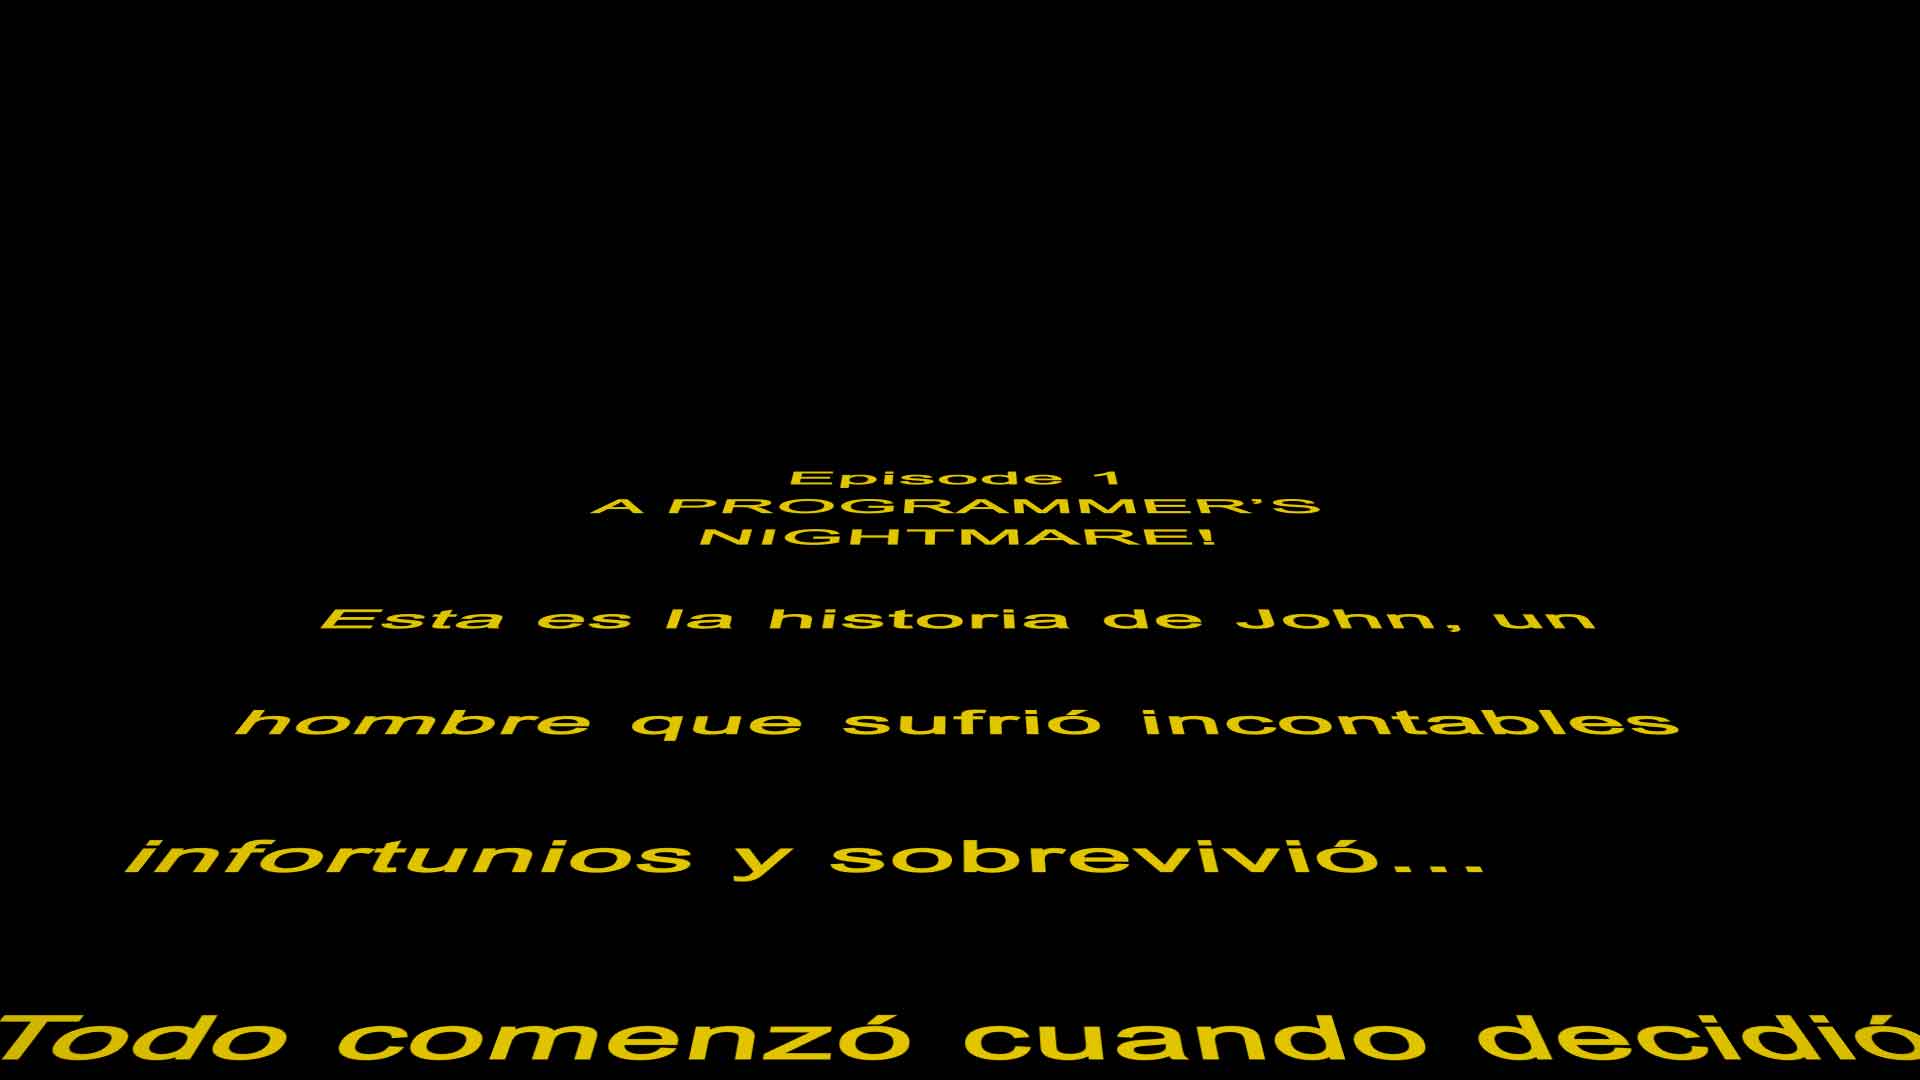 Episode 1
A PROGRAMMER’S
NIGHTMARE!
Esta es la historia de John, un
hombre que sufrió incontables
infortunios y sobrevivió...
Todo comenzó cuando decidió